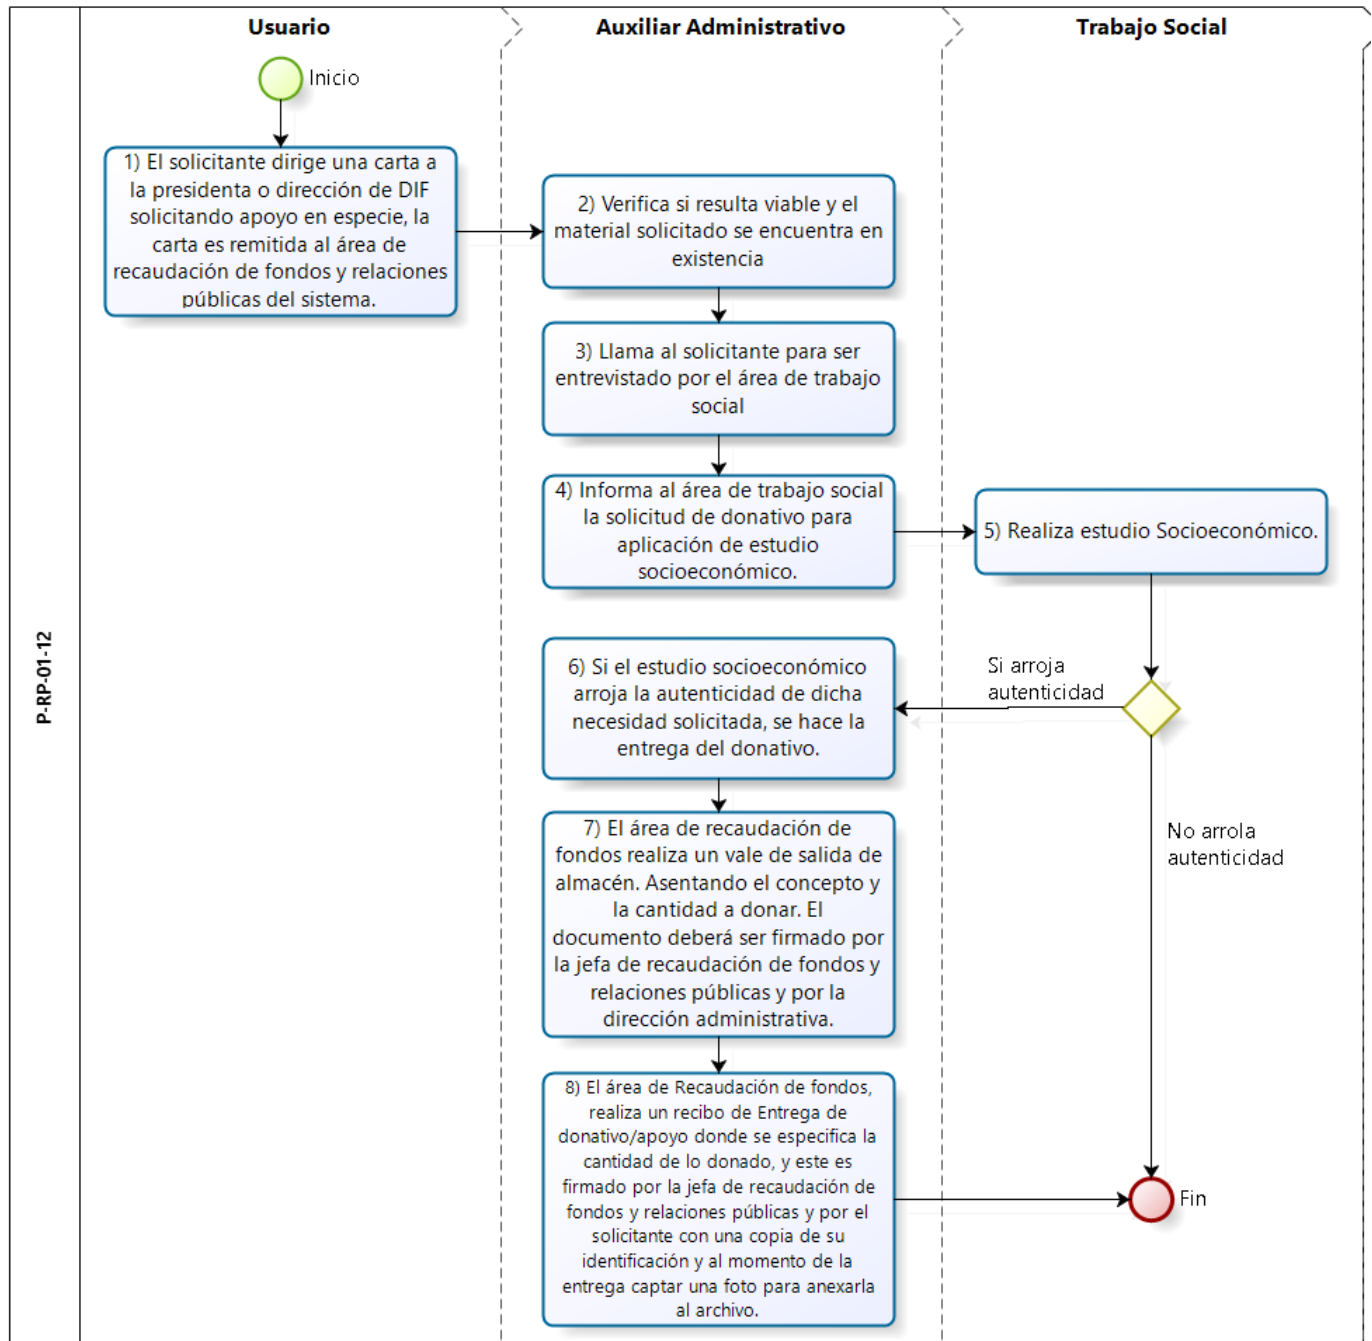 Usuario
Auxiliar Administrativo
Trabajo Social
P-RP-01-12
Inicio
1) El solicitante dirige una carta a
la presidenta o dirección de DIF
solicitando apoyo en especie, la
carta es remitida al área de
recaudación de fondos y relaciones
públicas del sistema.
2) Verifica si resulta viable y el
material solicitado se encuentra en
existencia
3) Llama al solicitante para ser
entrevistado por el área de trabajo
social
4) Informa al área de trabajo social
la solicitud de donativo para
aplicación de estudio
socioeconómico.
5) Realiza estudio Socioeconómico.
Si arroja
autenticidad
6) Si el estudio socioeconómico
arroja la autenticidad de dicha
necesidad solicitada, se hace la
entrega del donativo.
No arrola
autenticidad
7) El área de recaudación de
fondos realiza un vale de salida de
almacén. Asentando el concepto y
la cantidad a donar. El
documento deberá ser firmado por
la jefa de recaudación de fondos y
relaciones públicas y por la
dirección administrativa.
8) El área de Recaudación de fondos,
realiza un recibo de Entrega de
donativo/apoyo donde se especifica la
cantidad de lo donado, y este es
firmado por la jefa de recaudación de
fondos y relaciones públicas y por el
solicitante con una copia de su
identificación y al momento de la
entrega captar una foto para anexarla
al archivo.
Fin